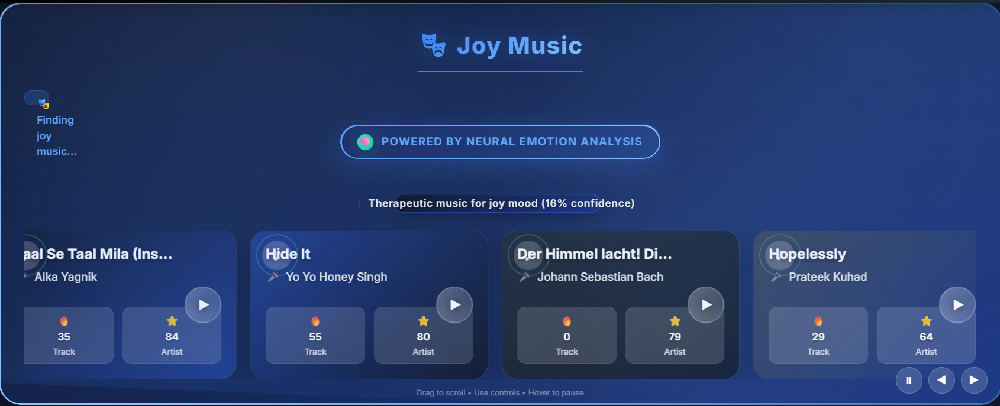 Joy Music
Finding
joy
music...
POWERED BY NEURAL EMOTION ANALYSIS
Therapeutic music for joy mood (16% confidence)
aal Se Taal Mila (Ins...
Alka Yagnik
35
Track
84
Artist
Hide It
Yo Yo Honey Singh
55
Track
80
Artist
Der Himmel lacht! Di...
Johann Sebastian Bach
0
Track
79
Artist
Hopelessly
Prateek Kuhad
29
Track
64
Artist
Drag to scroll • Use controls • Hover to pause